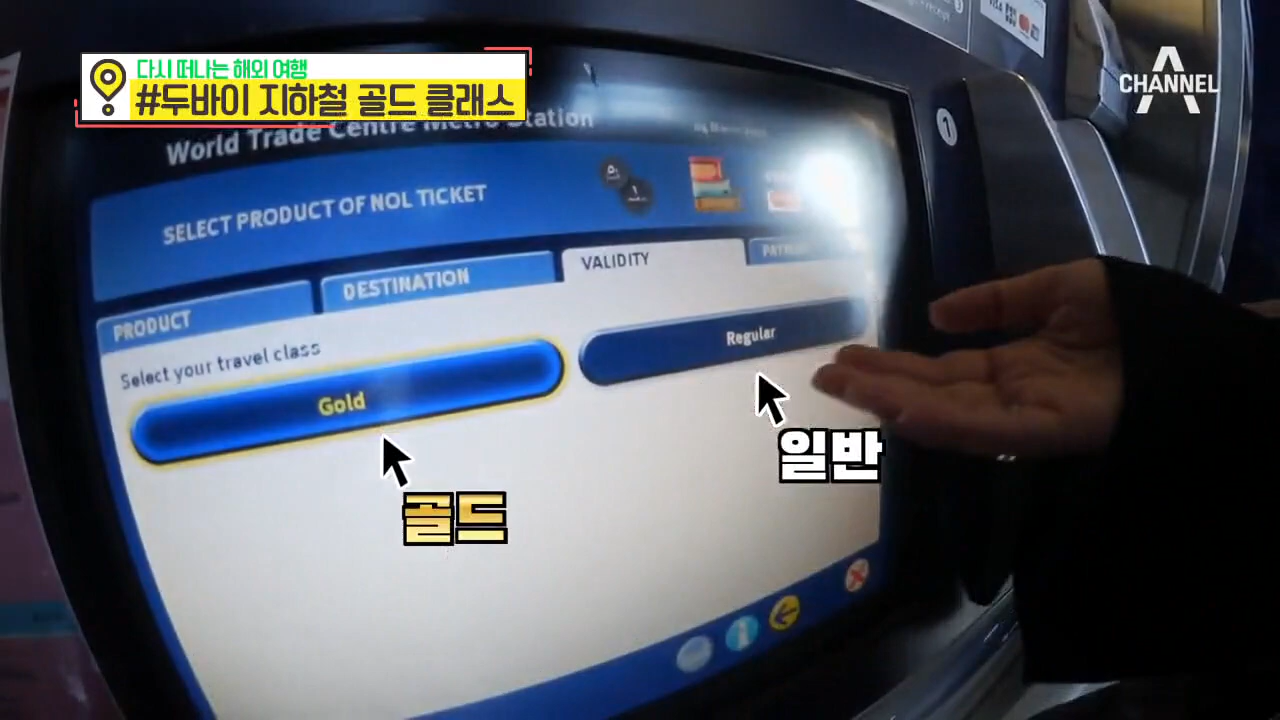 다시 떠나는 해외 여행
#두바이 지하철 골드 클래스
CHANNEL A
World Trade Centre Metro Station
SELECT PRODUCT OF NOL TICKET
1
PRODUCT
DESTINATION
VALIDITY
Select your travel class
Gold
Regular
골드
일반